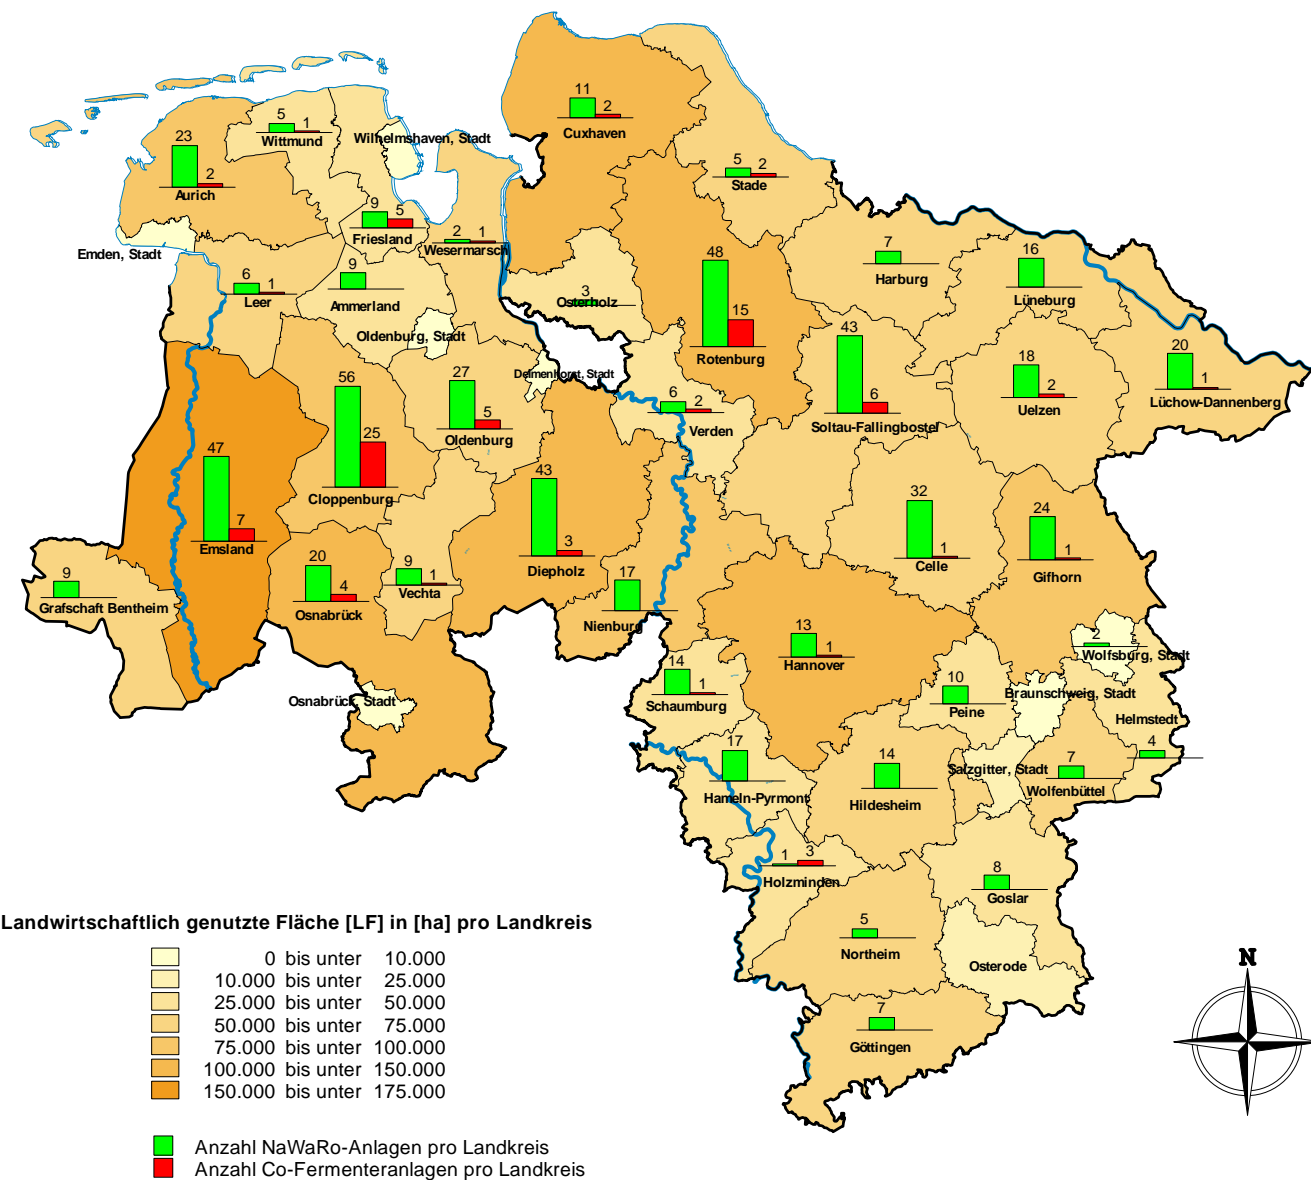 11
2
Cuxhaven
5
1
Wittmund
Wilhelmshaven, Stadt
23
2
Aurich
5
2
Stade
9
5
Friesland
2
1
Wesermarsch
Emden, Stadt
7
Harburg
16
Lüneburg
6
1
Leer
9
Ammerland
3
Osterholz
48
15
Rotenburg
Oldenburg, Stadt
43
6
Soltau-Fallingbostel
18
2
Uelzen
20
1
Lüchow-Dannenberg
Delmenhorst, Stadt
56
25
Cloppenburg
27
5
Oldenburg
6
2
Verden
47
7
Emsland
43
3
Diepholz
32
1
Celle
24
1
Gifhorn
9
Grafschaft Bentheim
20
4
Osnabrück
9
1
Vechta
17
Nienburg
13
1
Hannover
2
Wolfsburg, Stadt
14
1
Schaumburg
10
Peine
Braunschweig, Stadt
Osnabrück, Stadt
Helmstedt
4
17
Hameln-Pyrmont
14
Hildesheim
Salzgitter, Stadt
7
Wolfenbüttel
1
3
Holzminden
8
Goslar
5
Northeim
Osterode
7
Göttingen
Landwirtschaftlich genutzte Fläche [LF] in [ha] pro Landkreis
0 bis unter 10.000
10.000 bis unter 25.000
25.000 bis unter 50.000
50.000 bis unter 75.000
75.000 bis unter 100.000
100.000 bis unter 150.000
150.000 bis unter 175.000
Anzahl NaWaRo-Anlagen pro Landkreis
Anzahl Co-Fermenteranlagen pro Landkreis
N